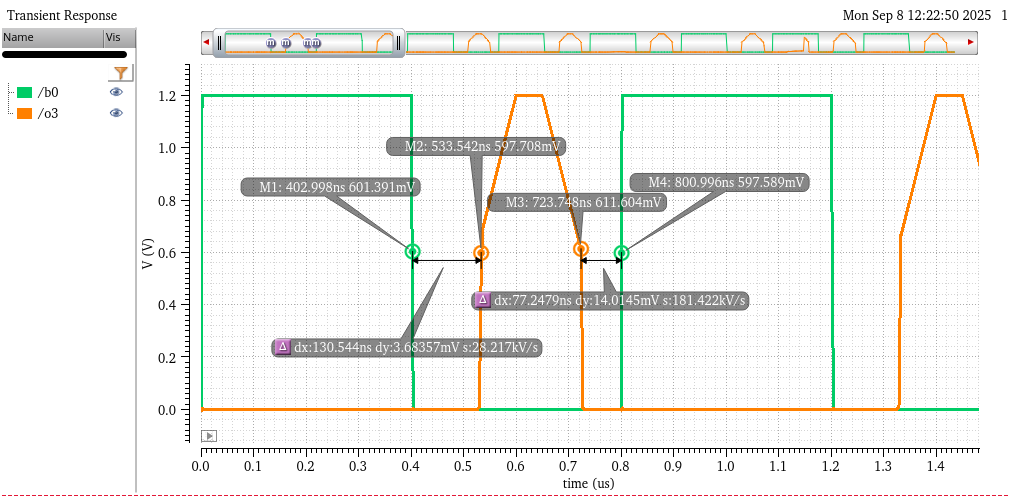 Transient Response
Mon Sep 8 12:22:50 2025 1
Name Vis
/b0
/o3
V (V)
1.2
1.0
0.8
0.6
0.4
0.2
0.0
M2: 533.542ns 597.708mV
M1: 402.998ns 601.391mV
M4: 800.996ns 597.589mV
M3: 723.748ns 611.604mV
Δ dx:77.2479ns dy:14.0145mV s:181.422kV/s
Δ dx:130.544ns dy:3.68357mV s:28.217kV/s
0.0 0.1 0.2 0.3 0.4 0.5 0.6 0.7 0.8 0.9 1.0 1.1 1.2 1.3 1.4
time (us)